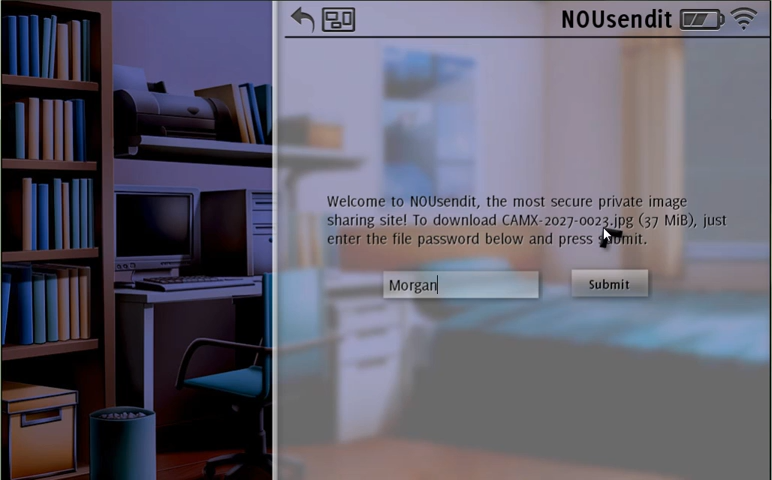 NOUsendit
Welcome to NOUsendit, the most secure private image
sharing site! To download CAMX-2027-0023.jpg (37 MiB), just
enter the file password below and press submit.
Morgan
Submit